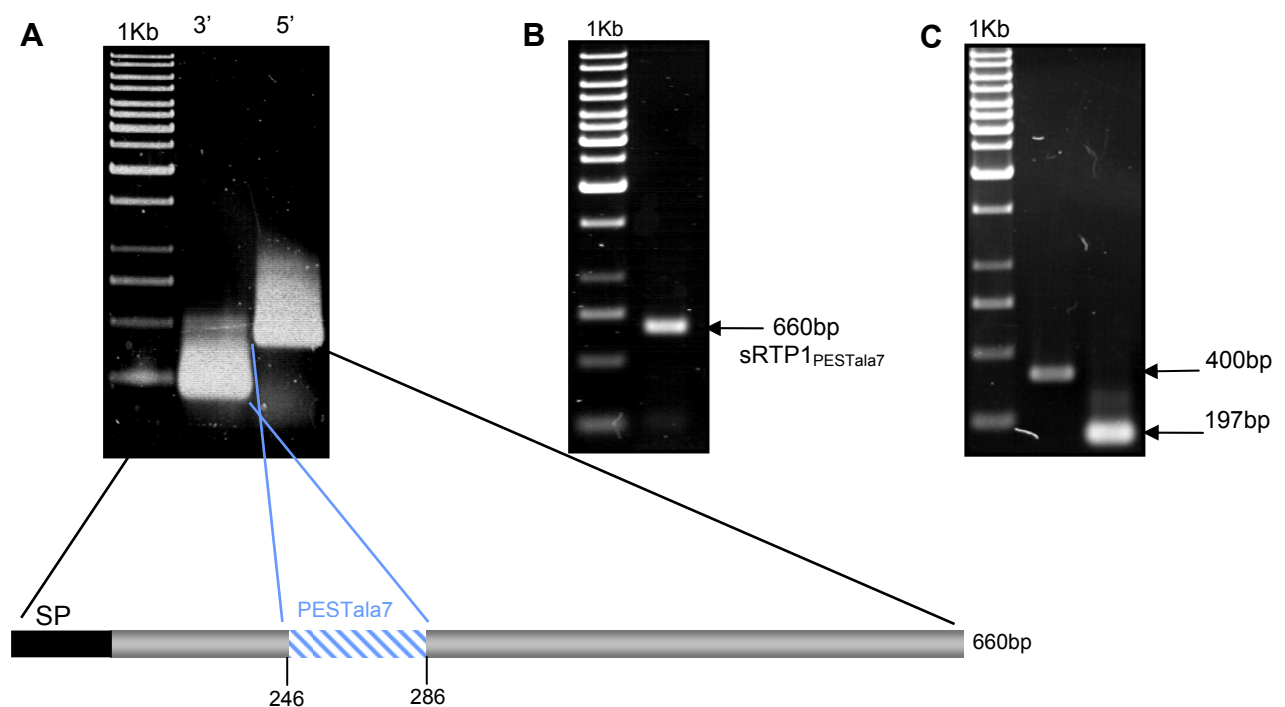 A
1Kb 3’ 5’
B
1Kb
C
1Kb
660bp
sRTP1PESTala7
400bp
197bp
SP
PESTala7
660bp
246
286